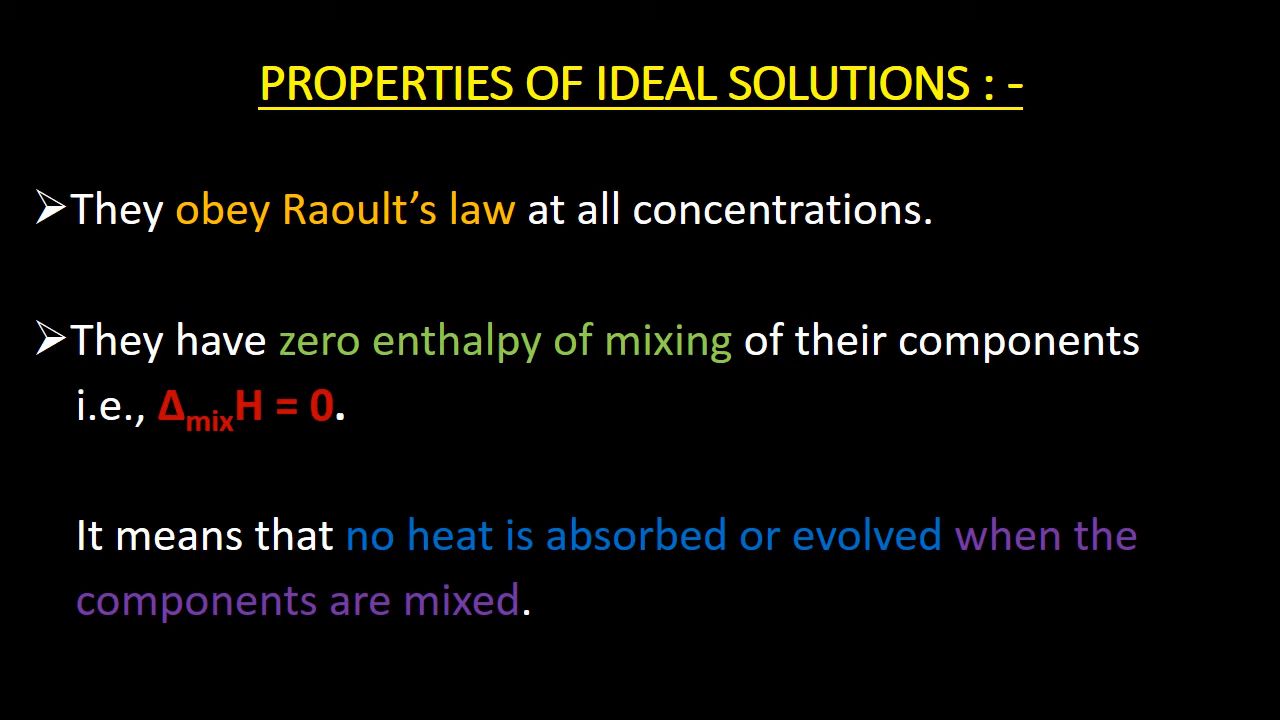 PROPERTIES OF IDEAL SOLUTIONS : -
➢They obey Raoult’s law at all concentrations.
➢They have zero enthalpy of mixing of their components
i.e., ΔmixH = 0.
It means that no heat is absorbed or evolved when the
components are mixed.